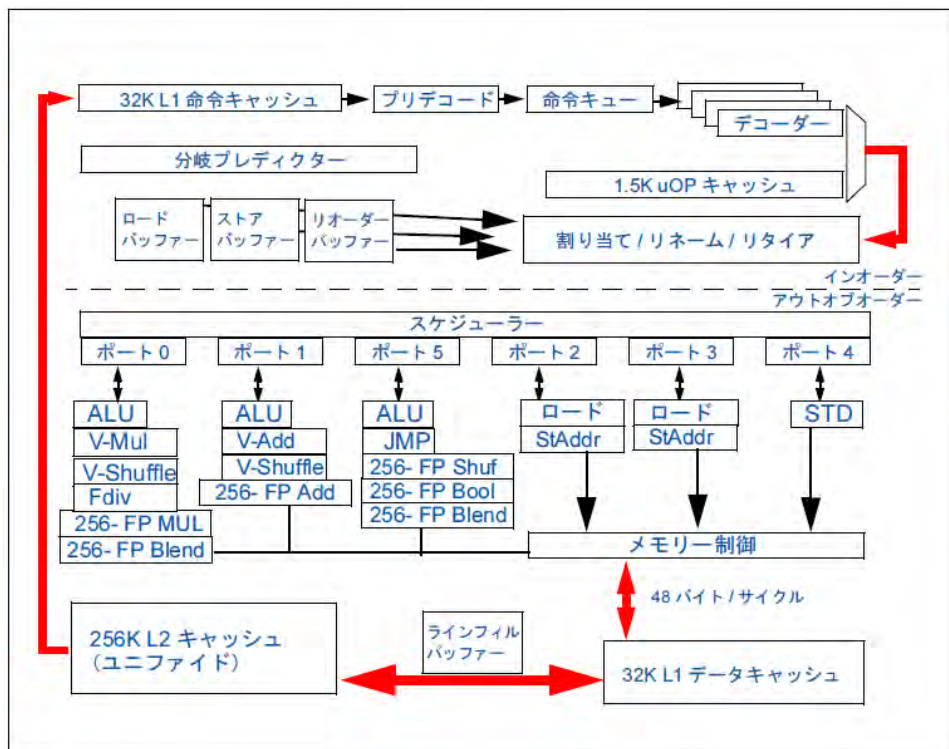 32K L1 命令キャッシュ
プリデコード
命令キュー
デコーダー
分岐プレディクター
1.5K uOP キャッシュ
ロード
バッファー
ストア
バッファー
リオーダー
バッファー
割り当て / リネーム / リタイア
インオーダー
アウトオブオーダー
スケジューラー
ポート 0
ポート 1
ポート 5
ポート 2
ポート 3
ポート 4
ALU
V-Mul
V-Shuffle
Fdiv
256- FP MUL
256- FP Blend
ALU
V-Add
V-Shuffle
256- FP Add
ALU
JMP
256- FP Shuf
256- FP Bool
256- FP Blend
ロード
StAddr
ロード
StAddr
STD
メモリー制御
48 バイト / サイクル
256K L2 キャッシュ
（ユニファイド）
ラインフィル
バッファー
32K L1 データキャッシュ